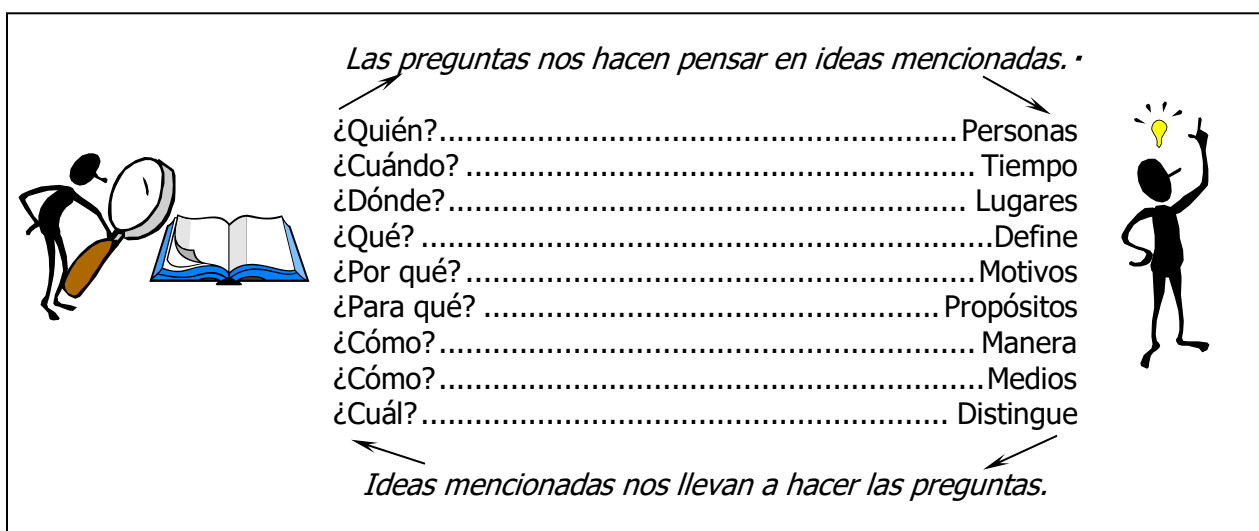 Las preguntas nos hacen pensar en ideas mencionadas. ·
¿Quién?............................................................Personas
¿Cuándo? .......................................................... Tiempo
¿Dónde?........................................................... Lugares
¿Qué? .................................................................Define
¿Por qué?..........................................................Motivos
¿Para qué? ....................................................Propósitos
¿Cómo?............................................................. Manera
¿Cómo?..............................................................Medios
¿Cuál?............................................................ Distingue
Ideas mencionadas nos llevan a hacer las preguntas.